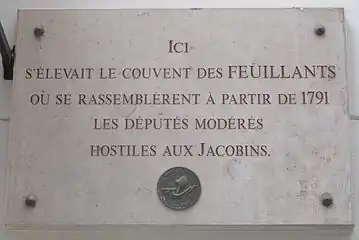 ICI
S'ÉLEVAIT LE COUVENT DES FEUILLANTS
OÙ SE RASSEMBLÈRENT À PARTIR DE 1791
LES DÉPUTÉS MODÉRÉS
HOSTILES AUX JACOBINS.